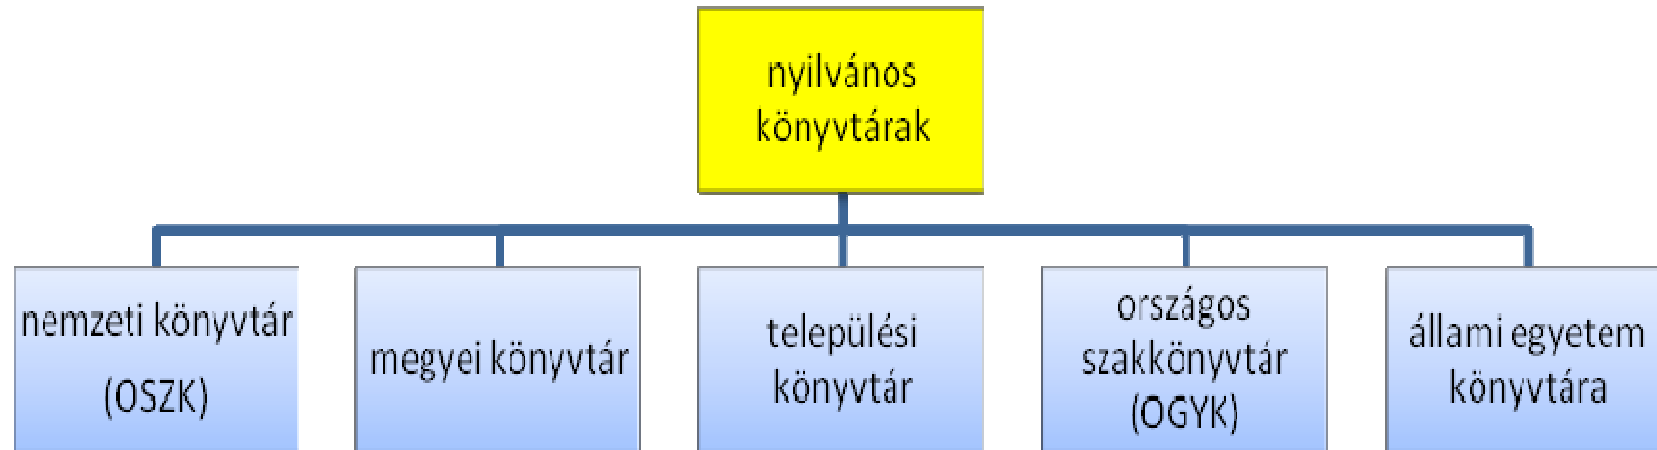 nyilvános
könyvtárak
nemzeti könyvtár
(OSZK)
megyei könyvtár
települési
könyvtár
országos
szakkönyvtár
(OGYK)
állami egyetem
könyvtára